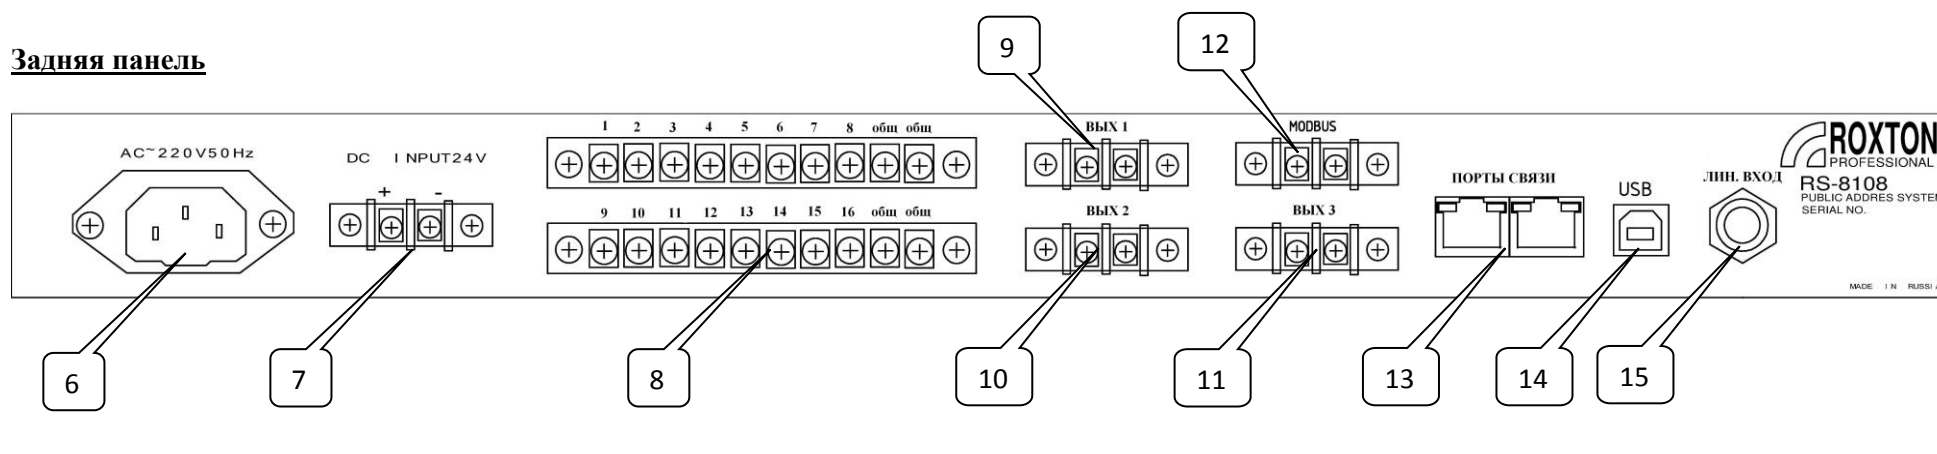 9
12
Задняя панель
AC~220V50Hz
DC INPUT24V
+ -
1 2 3 4 5 6 7 8 общ общ
9 10 11 12 13 14 15 16 общ общ
ВЫХ 1
MODBUS
ВЫХ 2
ВЫХ 3
ПОРТЫ СВЯЗИ
USB
ЛИН. ВХОД
ROXTON
PROFESSIONAL
RS-8108
PUBLIC ADDRES SYSTEM
SERIAL NO.
MADE IN RUSSIA
6
7
8
10
11
13
14
15